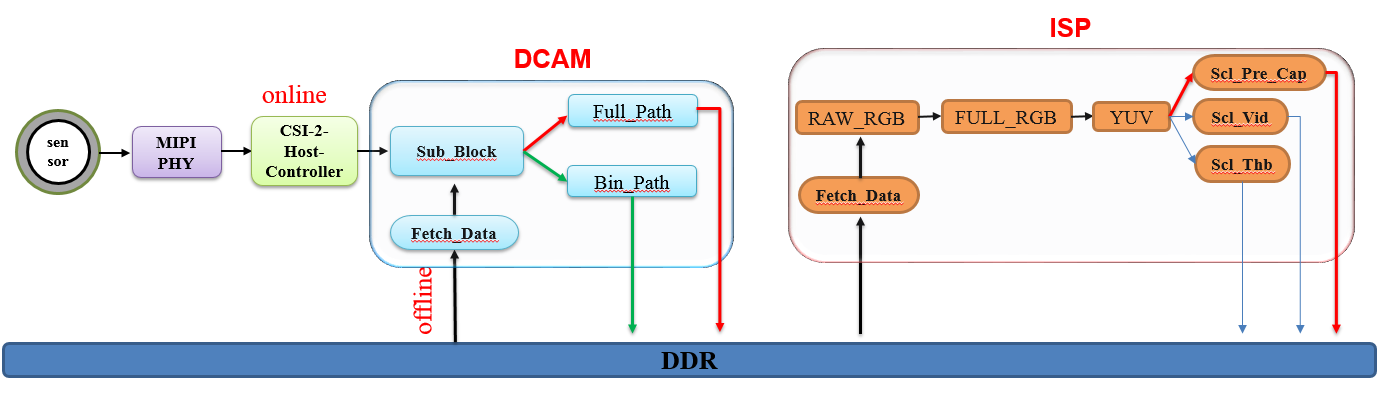 ISP
DCAM
online
sen
sor
MIPI
PHY
CSI-2-
Host-
Controller
Sub_Block
Full_Path
Bin_Path
Fetch_Data
offline
RAW_RGB
FULL_RGB
YUV
Scl_Pre_Cap
Scl_Vid
Scl_Thb
Fetch_Data
DDR